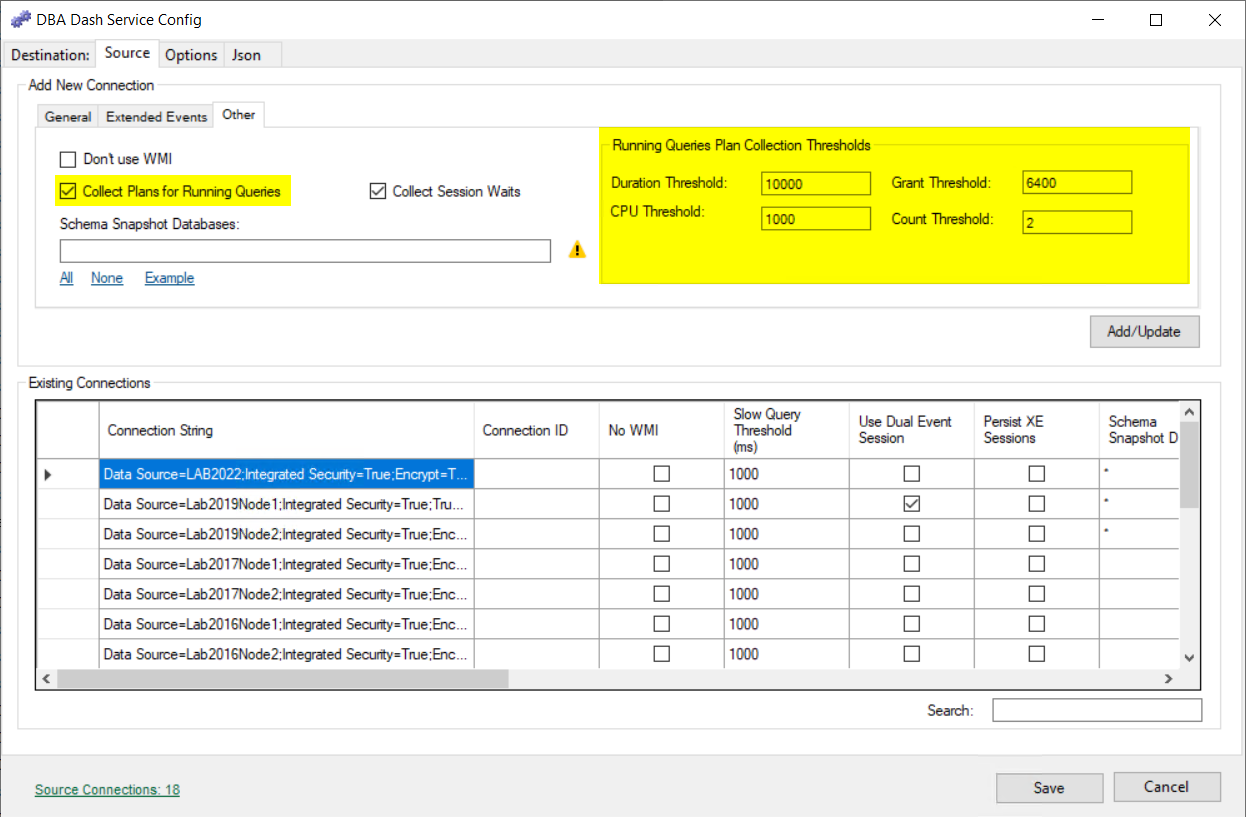 DBA Dash Service Config
Destination: Source Options Json
Add New Connection
General Extended Events Other
Don't use WMI
Collect Plans for Running Queries Collect Session Waits
Schema Snapshot Databases:
All None Example
Running Queries Plan Collection Thresholds
Duration Threshold: 10000 Grant Threshold: 6400
CPU Threshold: 1000 Count Threshold: 2
Add/Update
Existing Connections
Connection String Connection ID No WMI Slow Query Threshold (ms) Use Dual Event Session Persist XE Sessions Schema Snapshot D
Data Source=LAB2022;Integrated Security=True;Encrypt=T... 1000 *
Data Source=Lab2019Node1;Integrated Security=True;Tru... 1000 *
Data Source=Lab2019Node2;Integrated Security=True;Enc... 1000 *
Data Source=Lab2017Node1;Integrated Security=True;Enc... 1000
Data Source=Lab2017Node2;Integrated Security=True;Enc... 1000
Data Source=Lab2016Node1;Integrated Security=True;Enc... 1000
Data Source=Lab2016Node2;Integrated Security=True;Enc... 1000
Search:
Source Connections: 18
Save Cancel